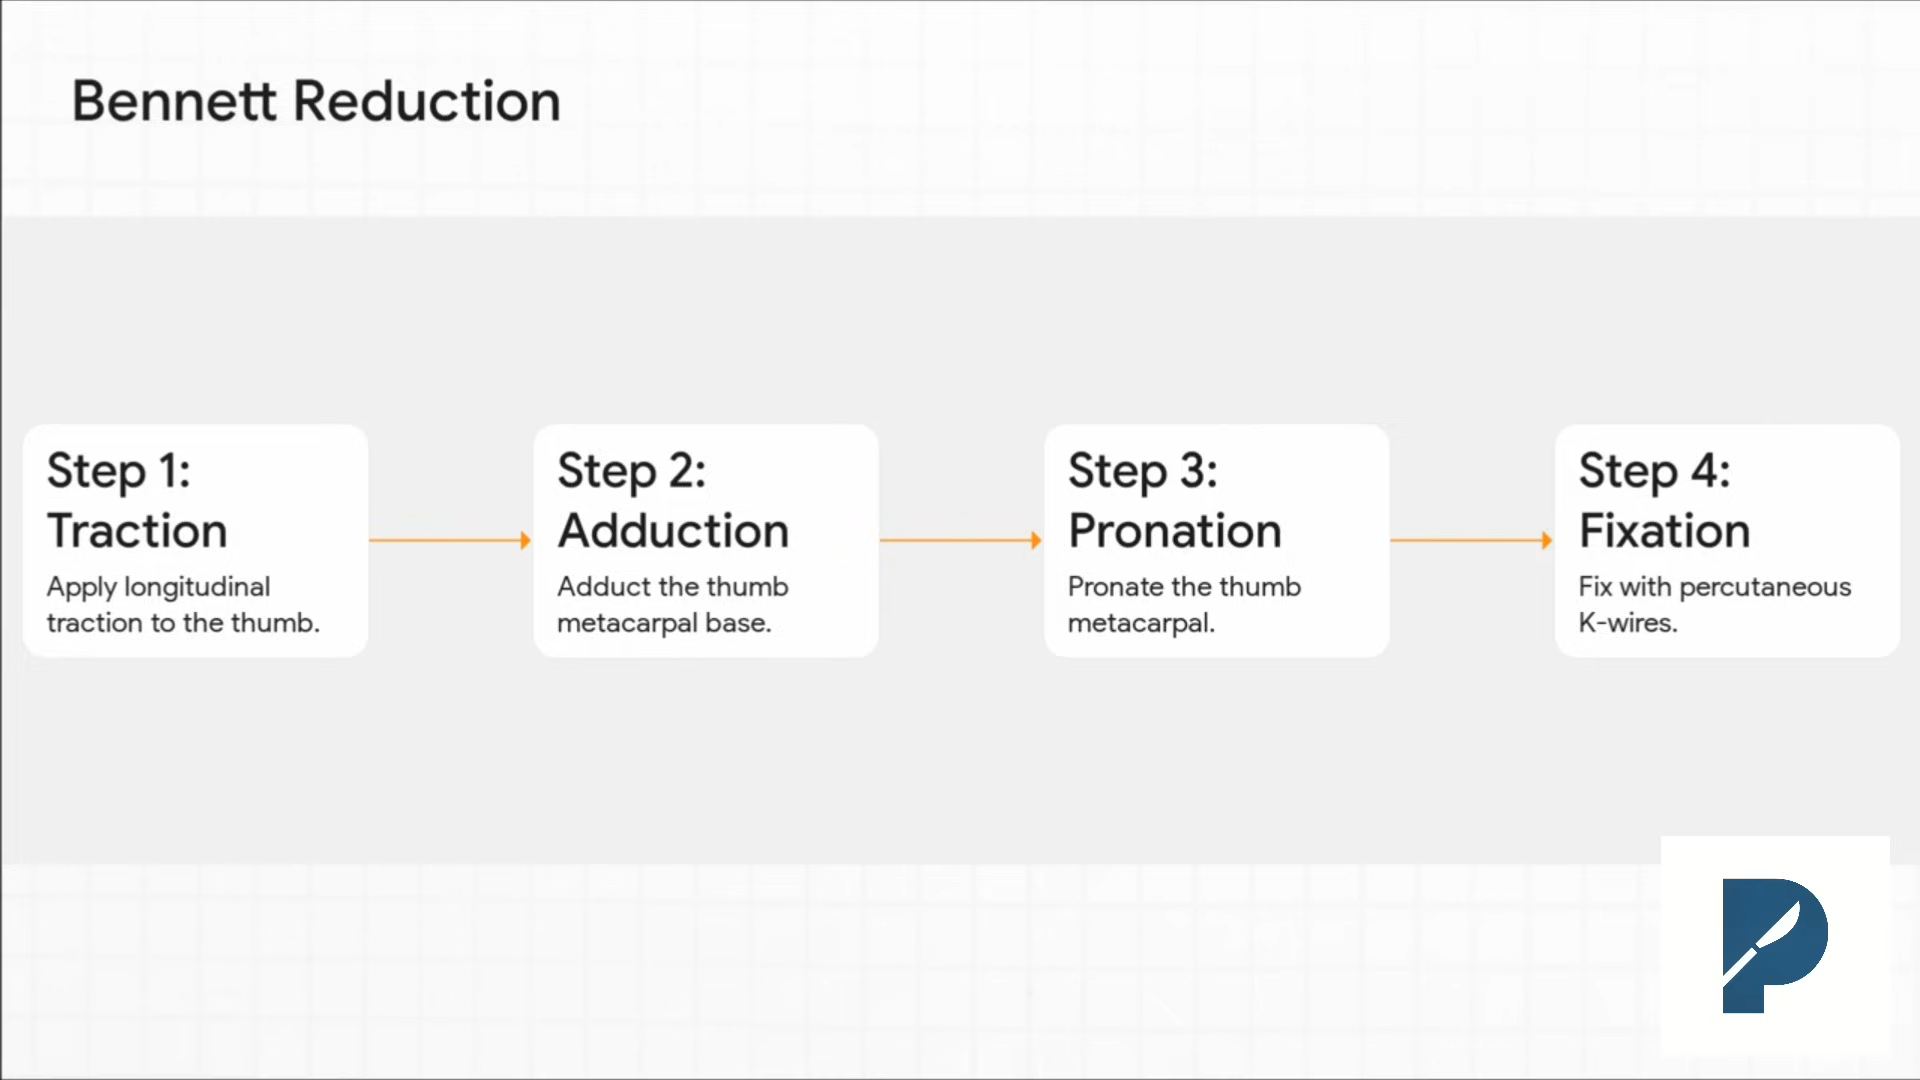 Bennett Reduction
Step 1:
Traction
Apply longitudinal
traction to the thumb.
Step 2:
Adduction
Adduct the thumb
metacarpal base.
Step 3:
Pronation
Pronate the thumb
metacarpal.
Step 4:
Fixation
Fix with percutaneous
K-wires.
P